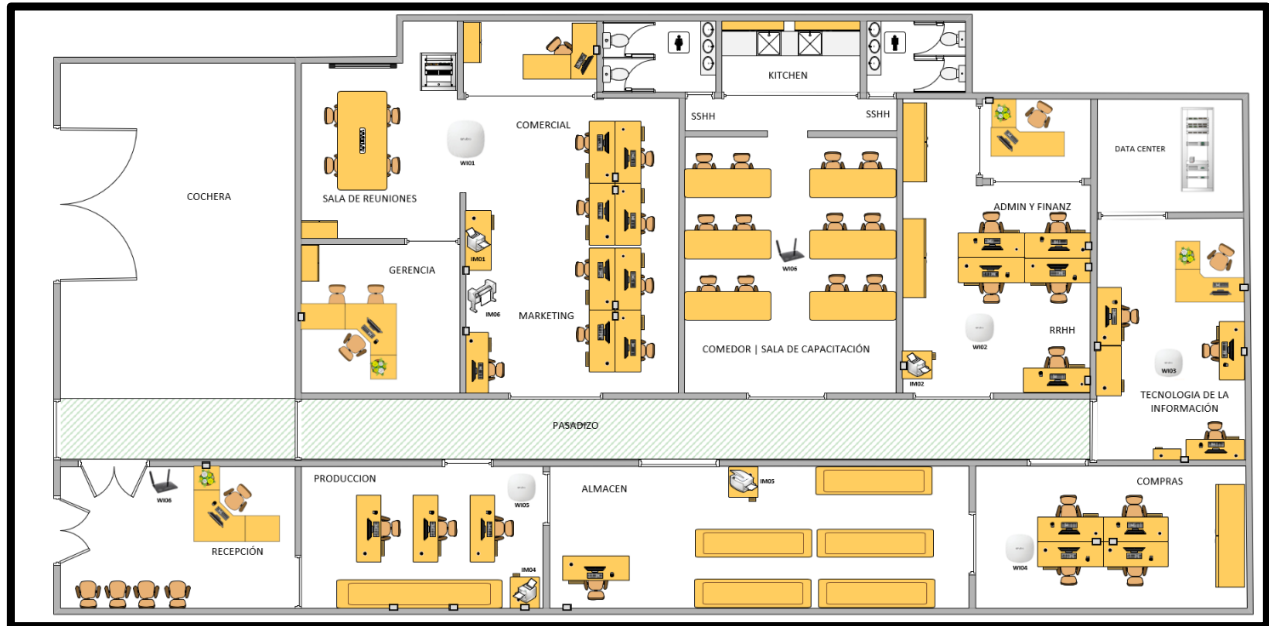 KITCHEN
COMERCIAL
SSHH
SSHH
WI01
DATA CENTER
COCHERA
SALA DE REUNIONES
ADMIN Y FINANZ
IM01
WI06
GERENCIA
IM06
MARKETING
RRHH
WI02
COMEDOR | SALA DE CAPACITACIÓN
WI03
IM02
TECNOLOGIA DE LA
INFORMACIÓN
PASADIZO
PRODUCCION
ALMACEN
IM05
COMPRAS
WI06
WI05
RECEPCIÓN
IM04
WI04